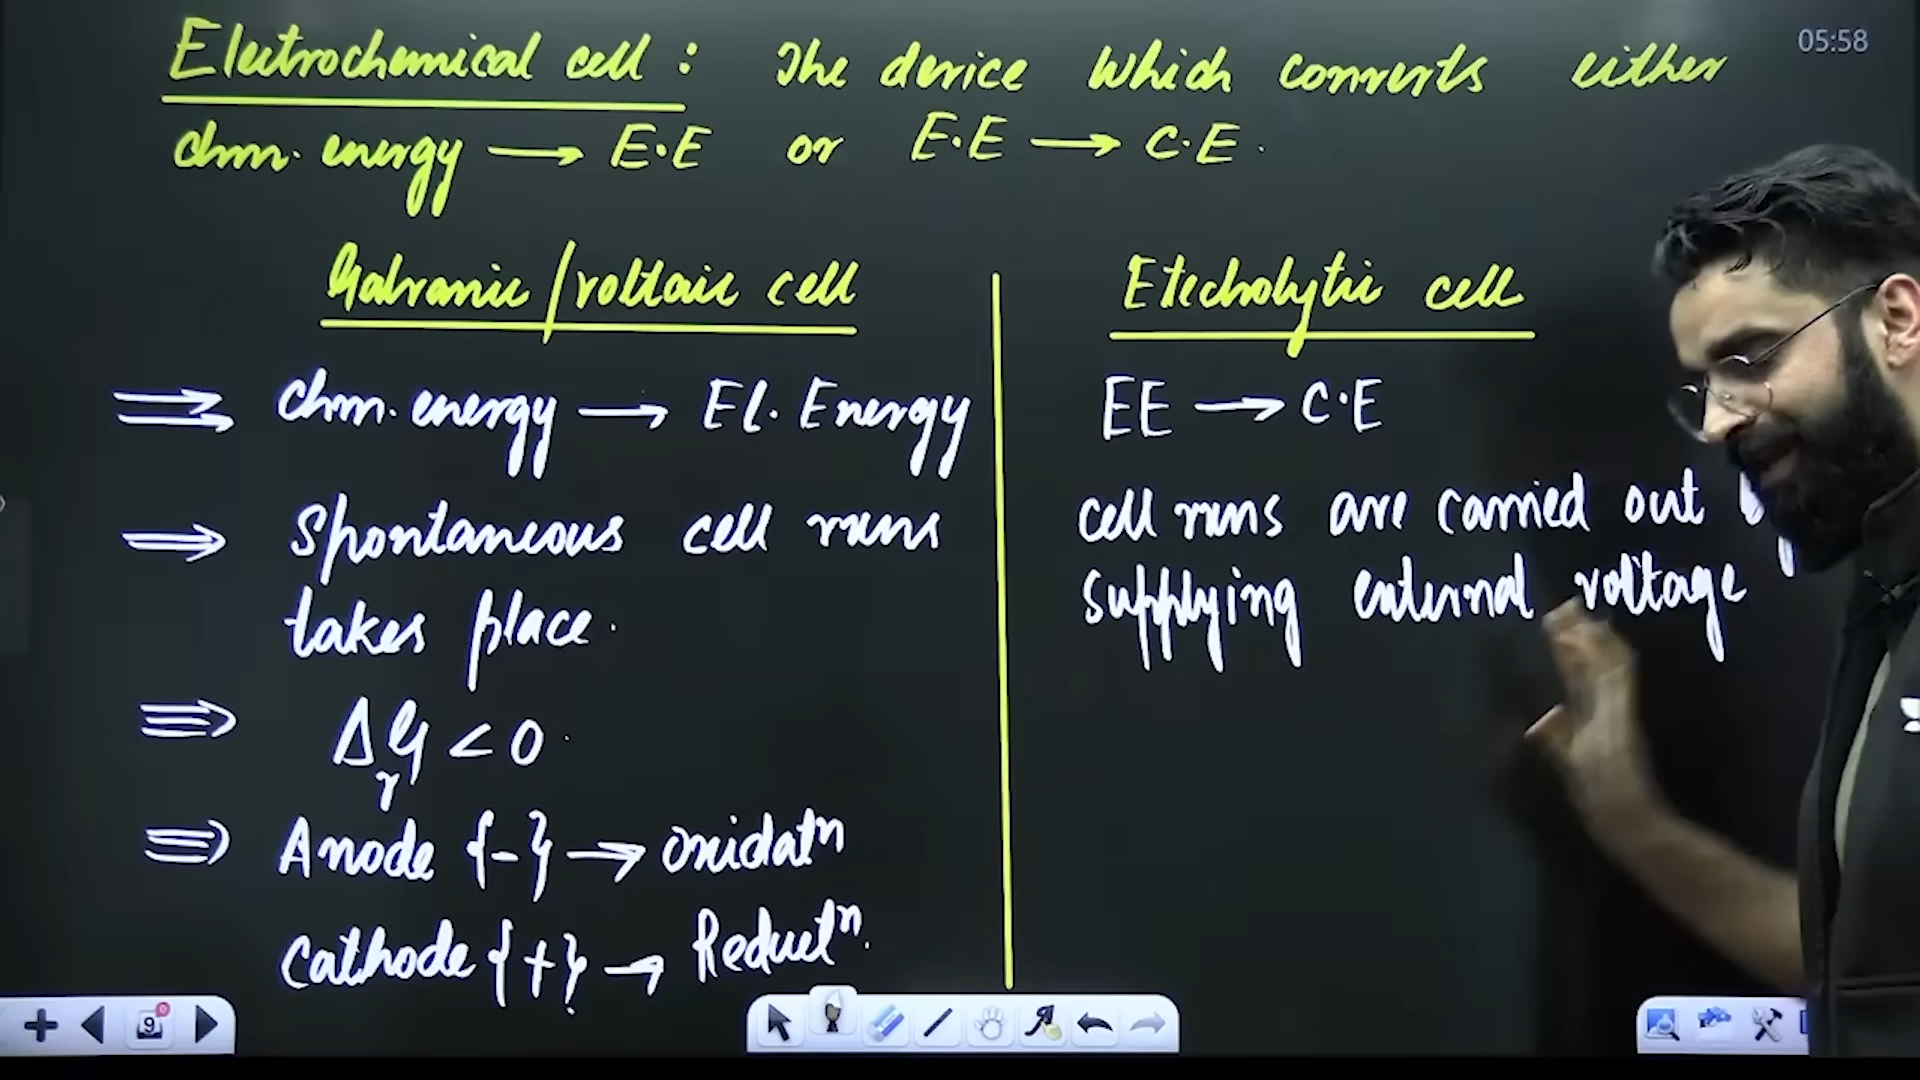 Electrochemical cell : The device which converts either
05:58
chm. energy → E.E or E.E → C.E.
Galvanic / voltaic cell
Electrolytic cell
⇒ chm. energy → El. Energy
EE → C.E
⇒ Spontaneous cell rxns
takes place.
cell rxns are carried out
supplying external voltage
⇒ ΔrG < 0
⇒ Anode {-} → oxidatⁿ
Cathode {+} → Reductⁿ.
9
0